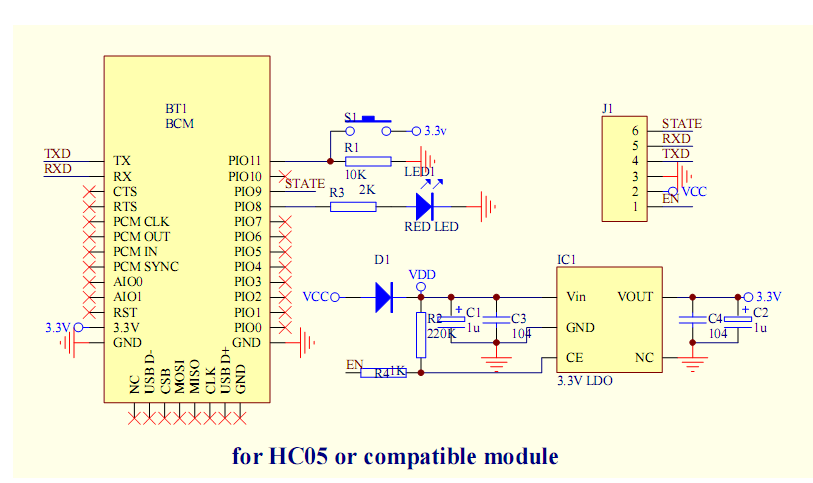 BT1
BCM
TXD
RXD
TX
RX
CTS
RTS
PCM CLK
PCM OUT
PCM IN
PCM SYNC
AIO0
AIO1
RST
3.3V
3.3V
GND
PIO11
PIO10
PIO9
PIO8
PIO7
PIO6
PIO5
PIO4
PIO3
PIO2
PIO1
PIO0
GND
NC
USB D-
CSB
MOSI
MISO
CLK
USB D+
GND
S1
3.3v
R1
10K
STATE
R3
2K
LED1
RED LED
J1
6
STATE
5
RXD
4
TXD
3
2
VCC
1
EN
D1
VCC
VDD
R2
220K
C1
1u
C3
104
EN
R4
1K
IC1
Vin
VOUT
GND
CE
NC
3.3V LDO
3.3V
C4
104
C2
1u
for HC05 or compatible module